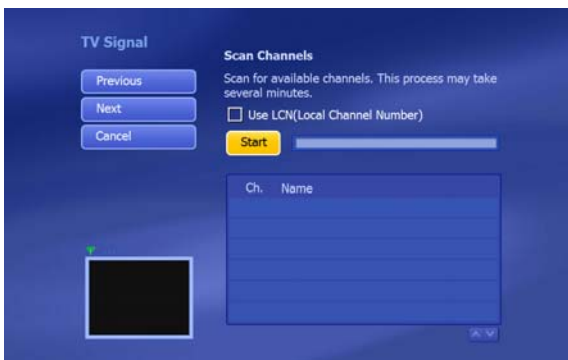 TV Signal
Previous
Next
Cancel
Scan Channels
Scan for available channels. This process may take
several minutes.
Use LCN(Local Channel Number)
Start
Ch. Name